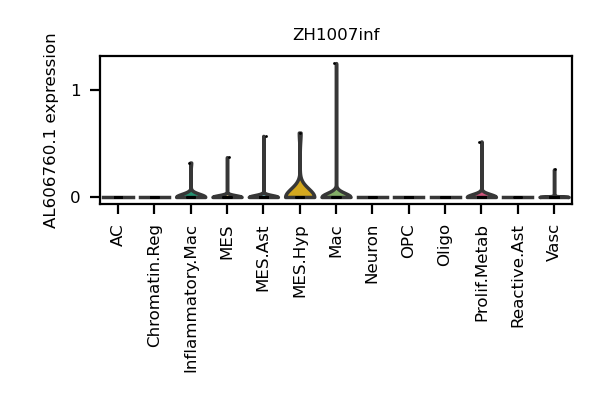 ZH1007inf
AL606760.1 expression
1
0
AC
Chromatin.Reg
Inflammatory.Mac
MES
MES.Ast
MES.Hyp
Mac
Neuron
OPC
Oligo
Prolif.Metab
Reactive.Ast
Vasc